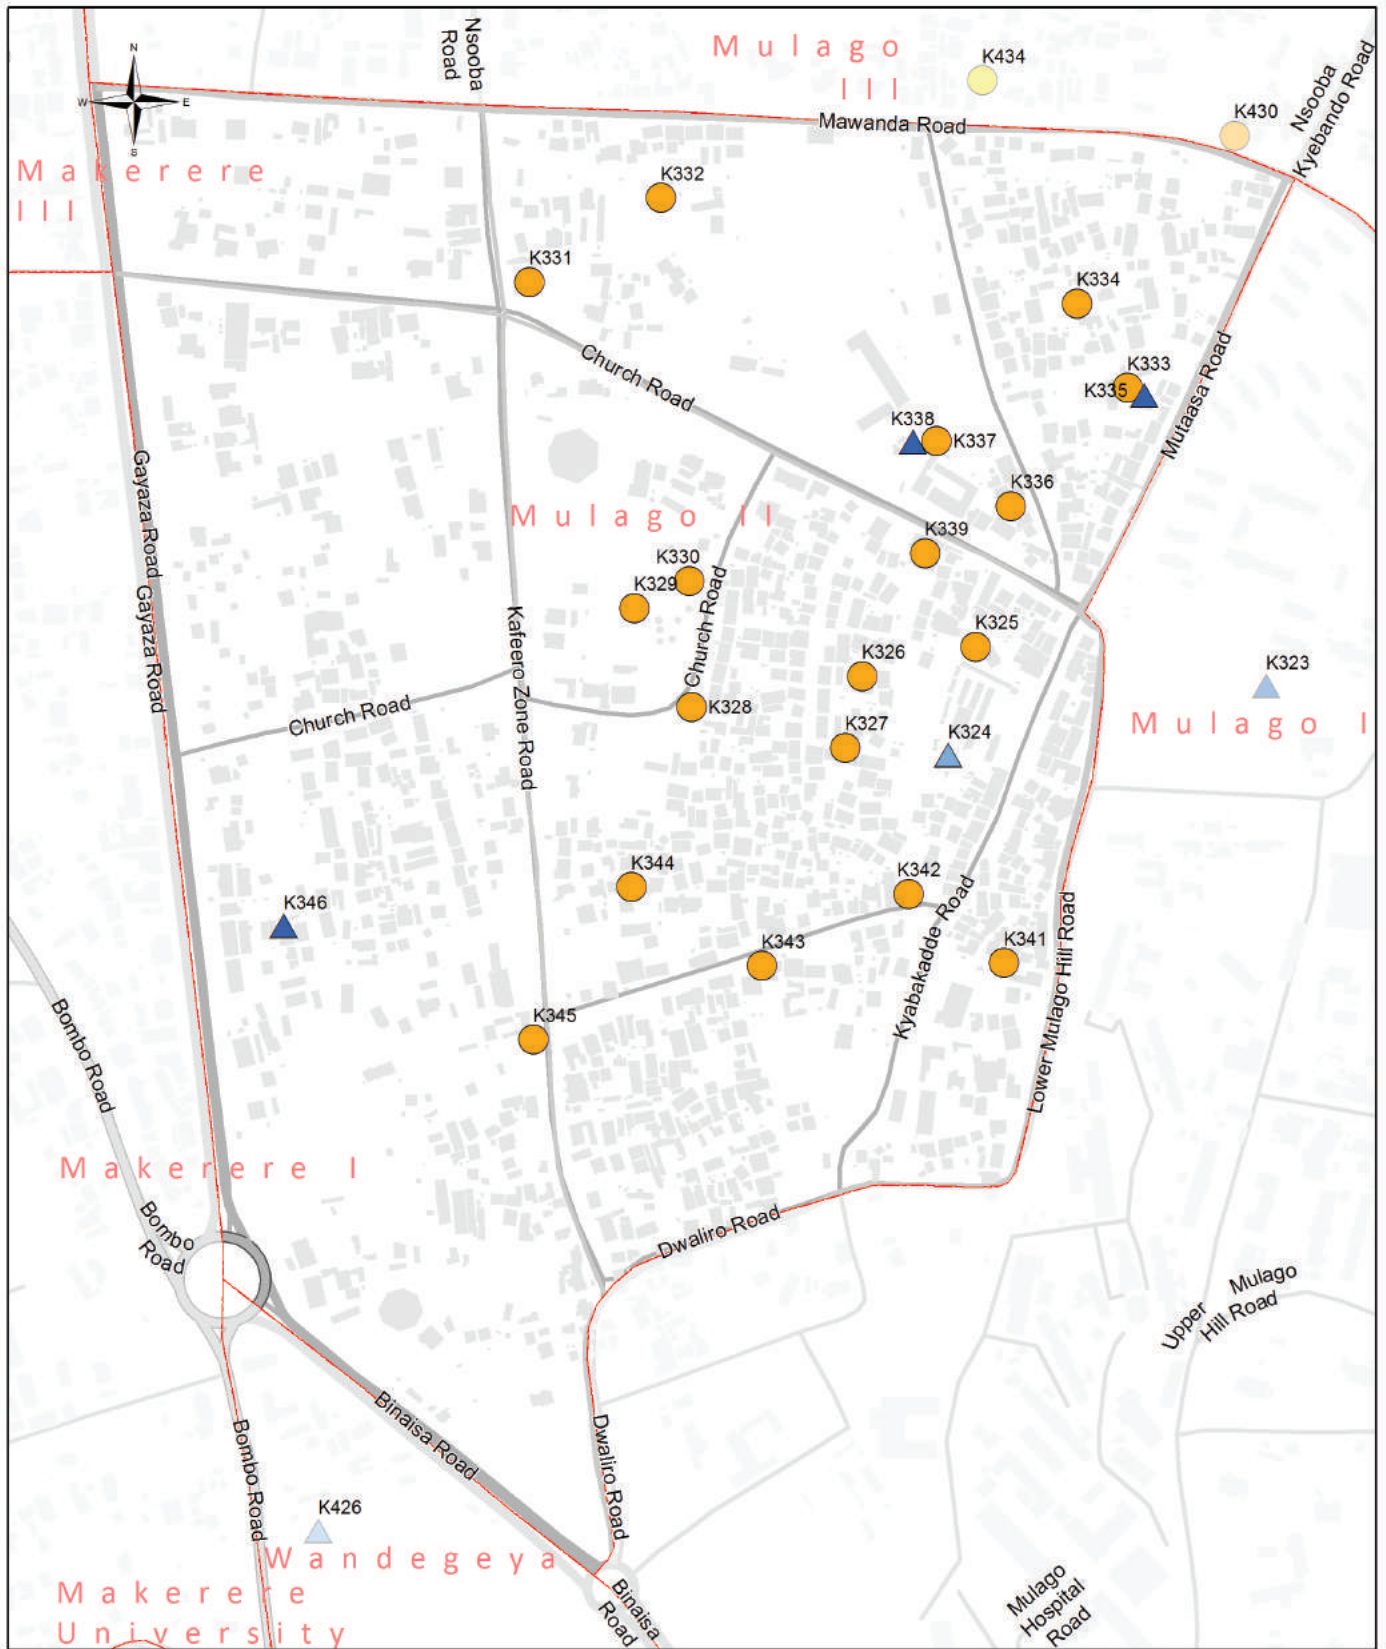 Nsooba
Road
Mulago
III
K434
Nsooba
Kyebando Road
N
W
E
S
Mawanda Road
K430
Makerere
III
K332
K331
K334
Church Road
K333
K335
Mutaasa Road
K338
K337
Gayaza Road
K336
Mulago II
K339
K330
K329
Church Road
Gayaza Road
Kafeero Zone Road
K325
K326
K323
Church Road
K328
K327
K324
Mulago I
K344
K342
K346
Kyabakadde Road
Lower Mulago Hill Road
K343
K341
Bombo Road
K345
Makerere I
Bombo
Road
Dwaliro Road
Upper Mulago
Hill Road
Binaisa Road
Bombo Road
Dwaliro Road
K426
Wandegeya
Makerere
University
Binaisa
Road
Mulago
Hospital
Road